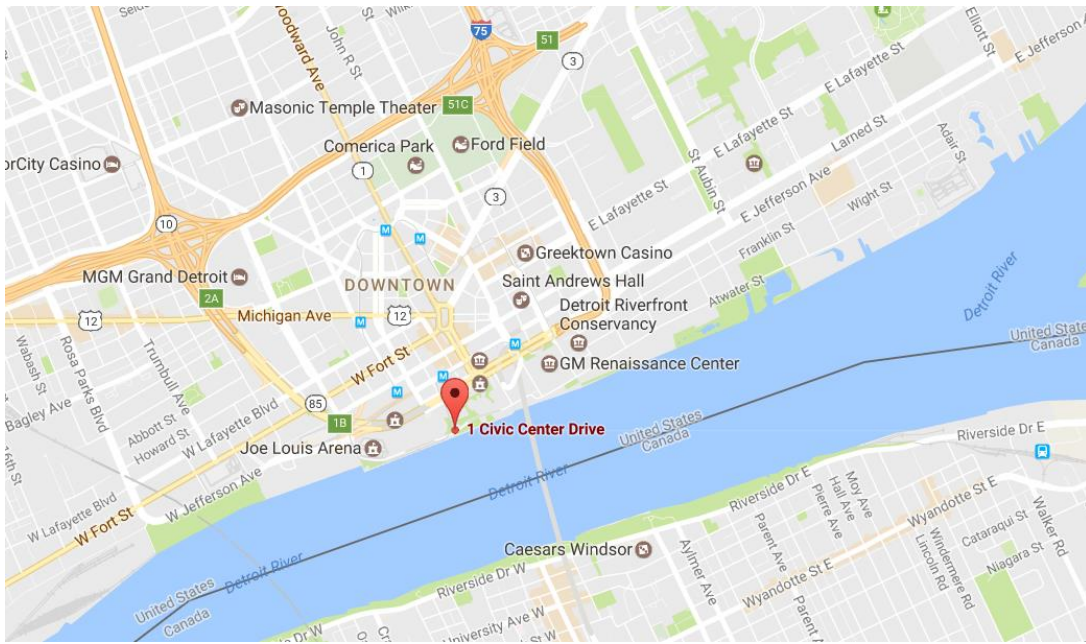 75
51
3
Elliott St
E Jefferson A
John R St
Woodward Ave
E Lafayette St
Masonic Temple Theater
51C
Larned St
Adair St
Ford Field
Comerica Park
orCity Casino
1
3
St Aubin St
E Jefferson Ave
Wight St
E Lafayette St
10
M
M
Franklin St
Greektown Casino
MGM Grand Detroit
DOWNTOWN
Saint Andrews Hall
Atwater St
Detroit River
2A
Detroit Riverfront
Conservancy
12
Michigan Ave
12
M
United States
Canada
Wabash St
Rosa Parks Blvd
Trumbull Ave
W Fort St
M
GM Renaissance Center
Bagley Ave
85
M
W Lafayette Blvd
Abbott St
Howard St
1B
1 Civic Center Drive
United States
Canada
Riverside Dr E
Joe Louis Arena
16th St
W Jefferson Ave
Detroit River
W Lafayette Blvd
W Fort St
Riverside Dr E
Moy Ave
Hall Ave
Pierre Ave
Wyandotte St E
Walker Rd
Cataraqui St
Parent Ave
Windermere Rd
Lincoln Rd
Niagara St
Caesars Windsor
Aylmer Ave
Detroit River
Riverside Dr W
Wyandotte St E
United States
Canada
University Ave W
Dr W
Parent A